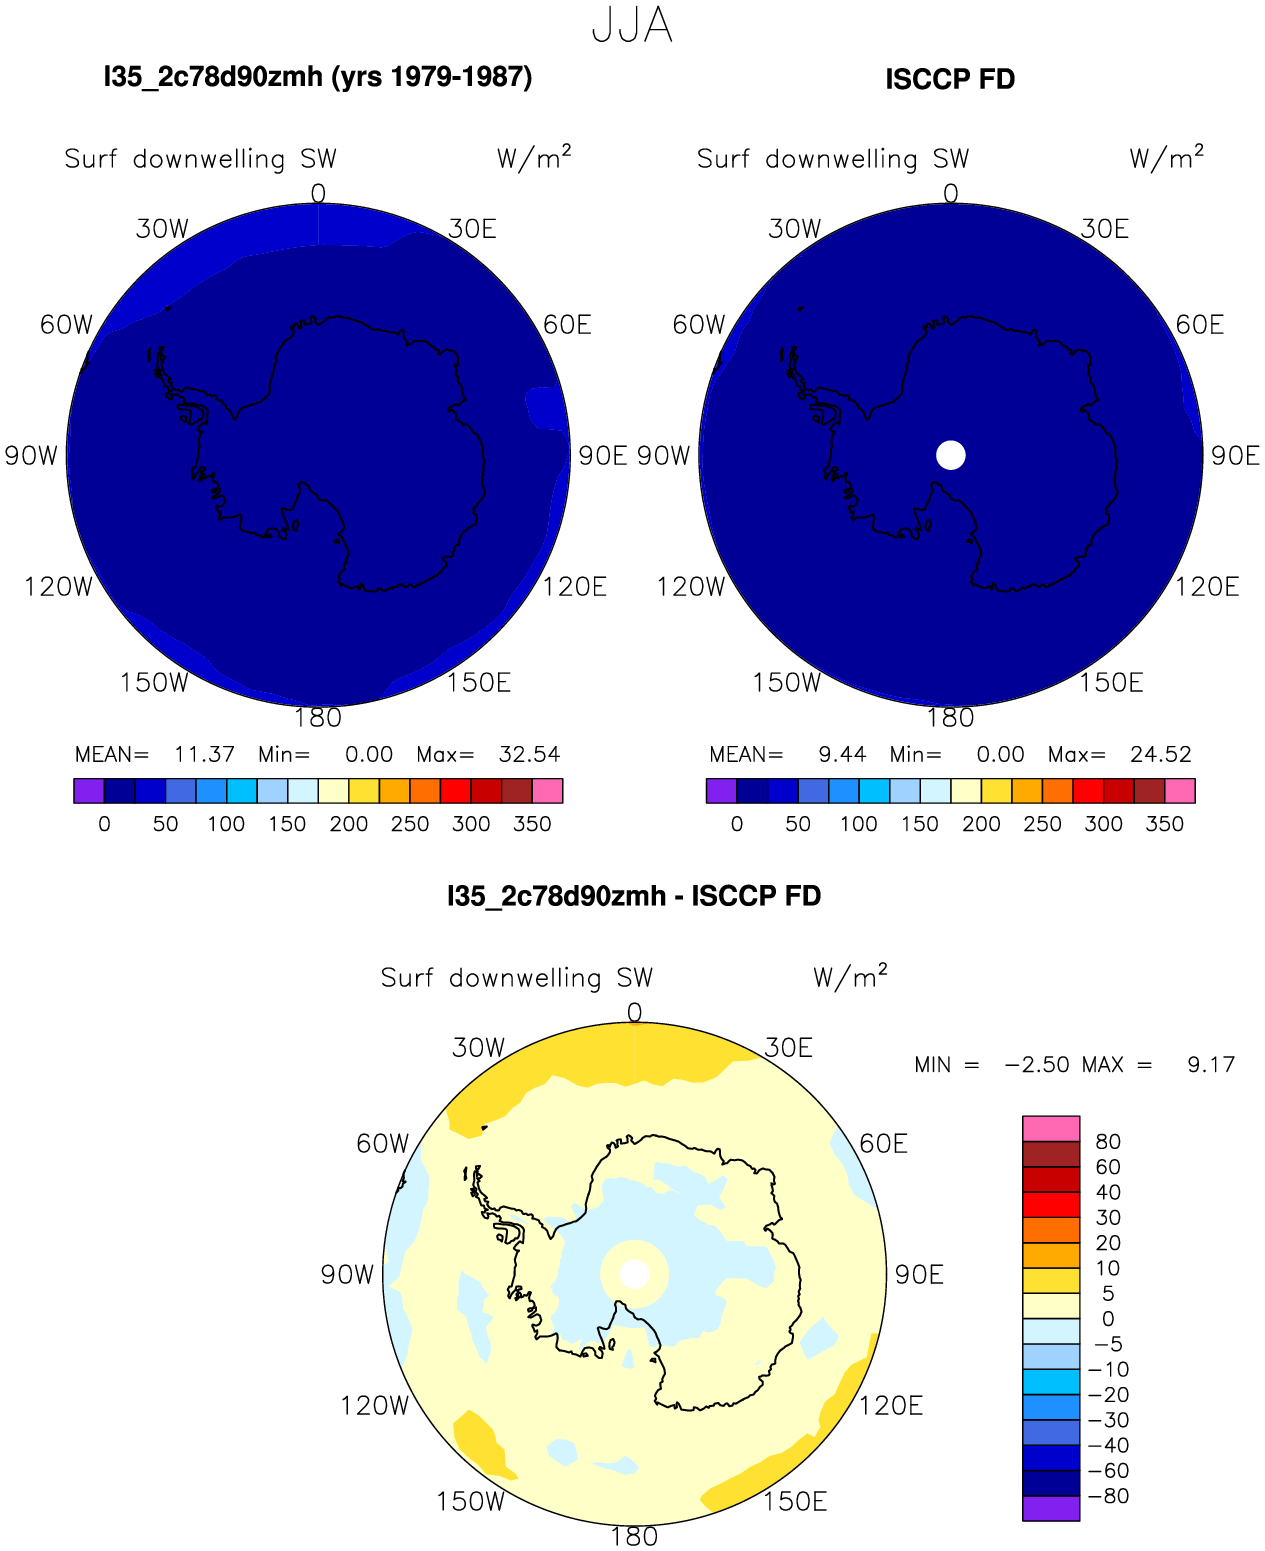 JJA
I35_2c78d90zmh (yrs 1979-1987)
ISCCP FD
Surf downwelling SW W/m²
Surf downwelling SW W/m²
0
30W 30E
60W 60E
90W 90E
120W 120E
150W 150E
180
0
30W 30E
60W 60E
90W 90E
120W 120E
150W 150E
180
MEAN= 11.37 Min= 0.00 Max= 32.54
0 50 100 150 200 250 300 350
MEAN= 9.44 Min= 0.00 Max= 24.52
0 50 100 150 200 250 300 350
I35_2c78d90zmh - ISCCP FD
Surf downwelling SW W/m²
0
30W 30E
60W 60E
90W 90E
120W 120E
150W 150E
180
MIN = −2.50 MAX = 9.17
80
60
40
30
20
10
5
0
−5
−10
−20
−30
−40
−60
−80